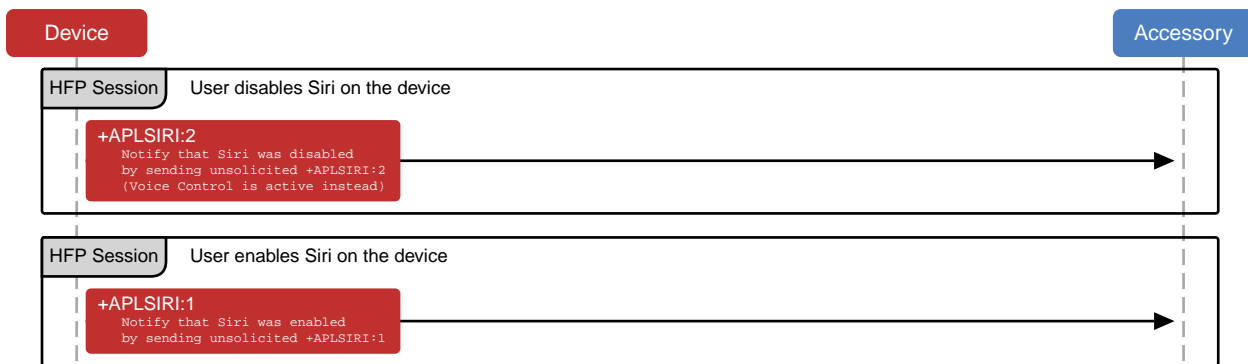 Device
Accessory
HFP Session
User disables Siri on the device
+APLSIRI:2
Notify that Siri was disabled
by sending unsolicited +APLSIRI:2
(Voice Control is active instead)
HFP Session
User enables Siri on the device
+APLSIRI:1
Notify that Siri was enabled
by sending unsolicited +APLSIRI:1